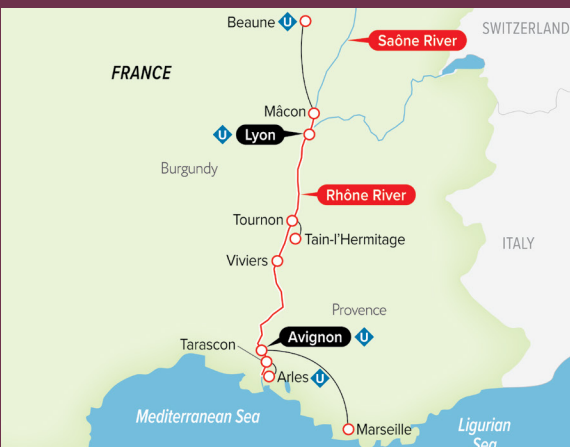 Beaune U
SWITZERLAND
Saône River
FRANCE
Mâcon
U Lyon
Burgundy
Rhône River
Tournon
Tain-l'Hermitage
ITALY
Viviers
Provence
Avignon U
Tarascon
Arles U
Mediterranean Sea
Marseille
Ligurian
Sea